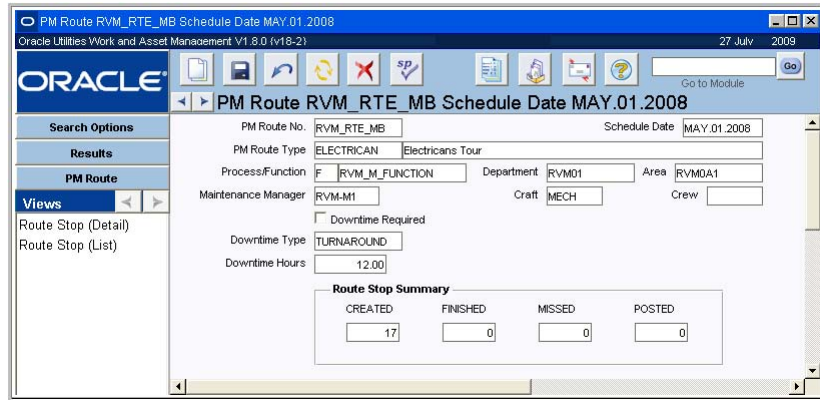 PM Route RVM_RTE_MB Schedule Date MAY.01.2008
Oracle Utilities Work and Asset Management V1.8.0 (v18-2) 27 July 2009
ORACLE
sp
Go
Go to Module
PM Route RVM_RTE_MB Schedule Date MAY.01.2008
Search Options
Results
PM Route
Views
Route Stop (Detail)
Route Stop (List)
PM Route No. RVM_RTE_MB Schedule Date MAY.01.2008
PM Route Type ELECTRICAN Electricans Tour
Process/Function F RVM_M_FUNCTION Department RVM01 Area RVM0A1
Maintenance Manager RVM-M1 Craft MECH Crew
Downtime Required
Downtime Type TURNAROUND
Downtime Hours 12.00
Route Stop Summary
CREATED FINISHED MISSED POSTED
17 0 0 0